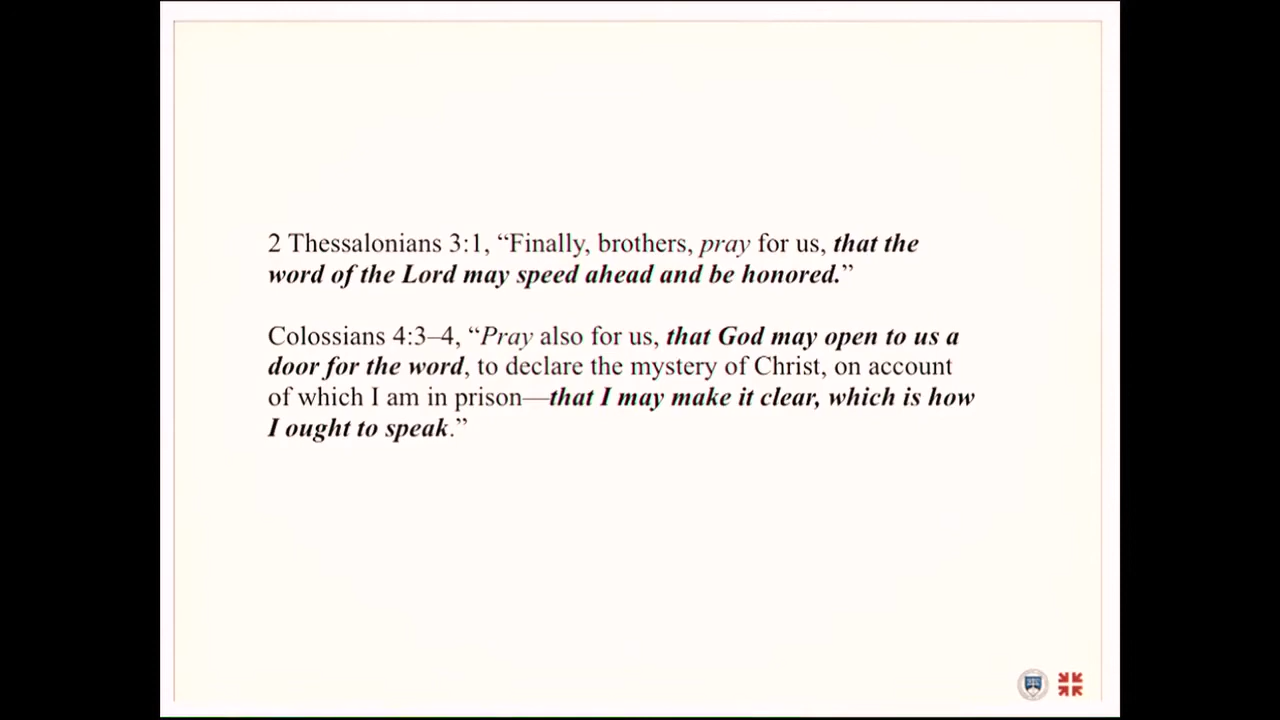 2 Thessalonians 3:1, “Finally, brothers, pray for us, that the
word of the Lord may speed ahead and be honored.”
Colossians 4:3–4, “Pray also for us, that God may open to us a
door for the word, to declare the mystery of Christ, on account
of which I am in prison—that I may make it clear, which is how
I ought to speak.”